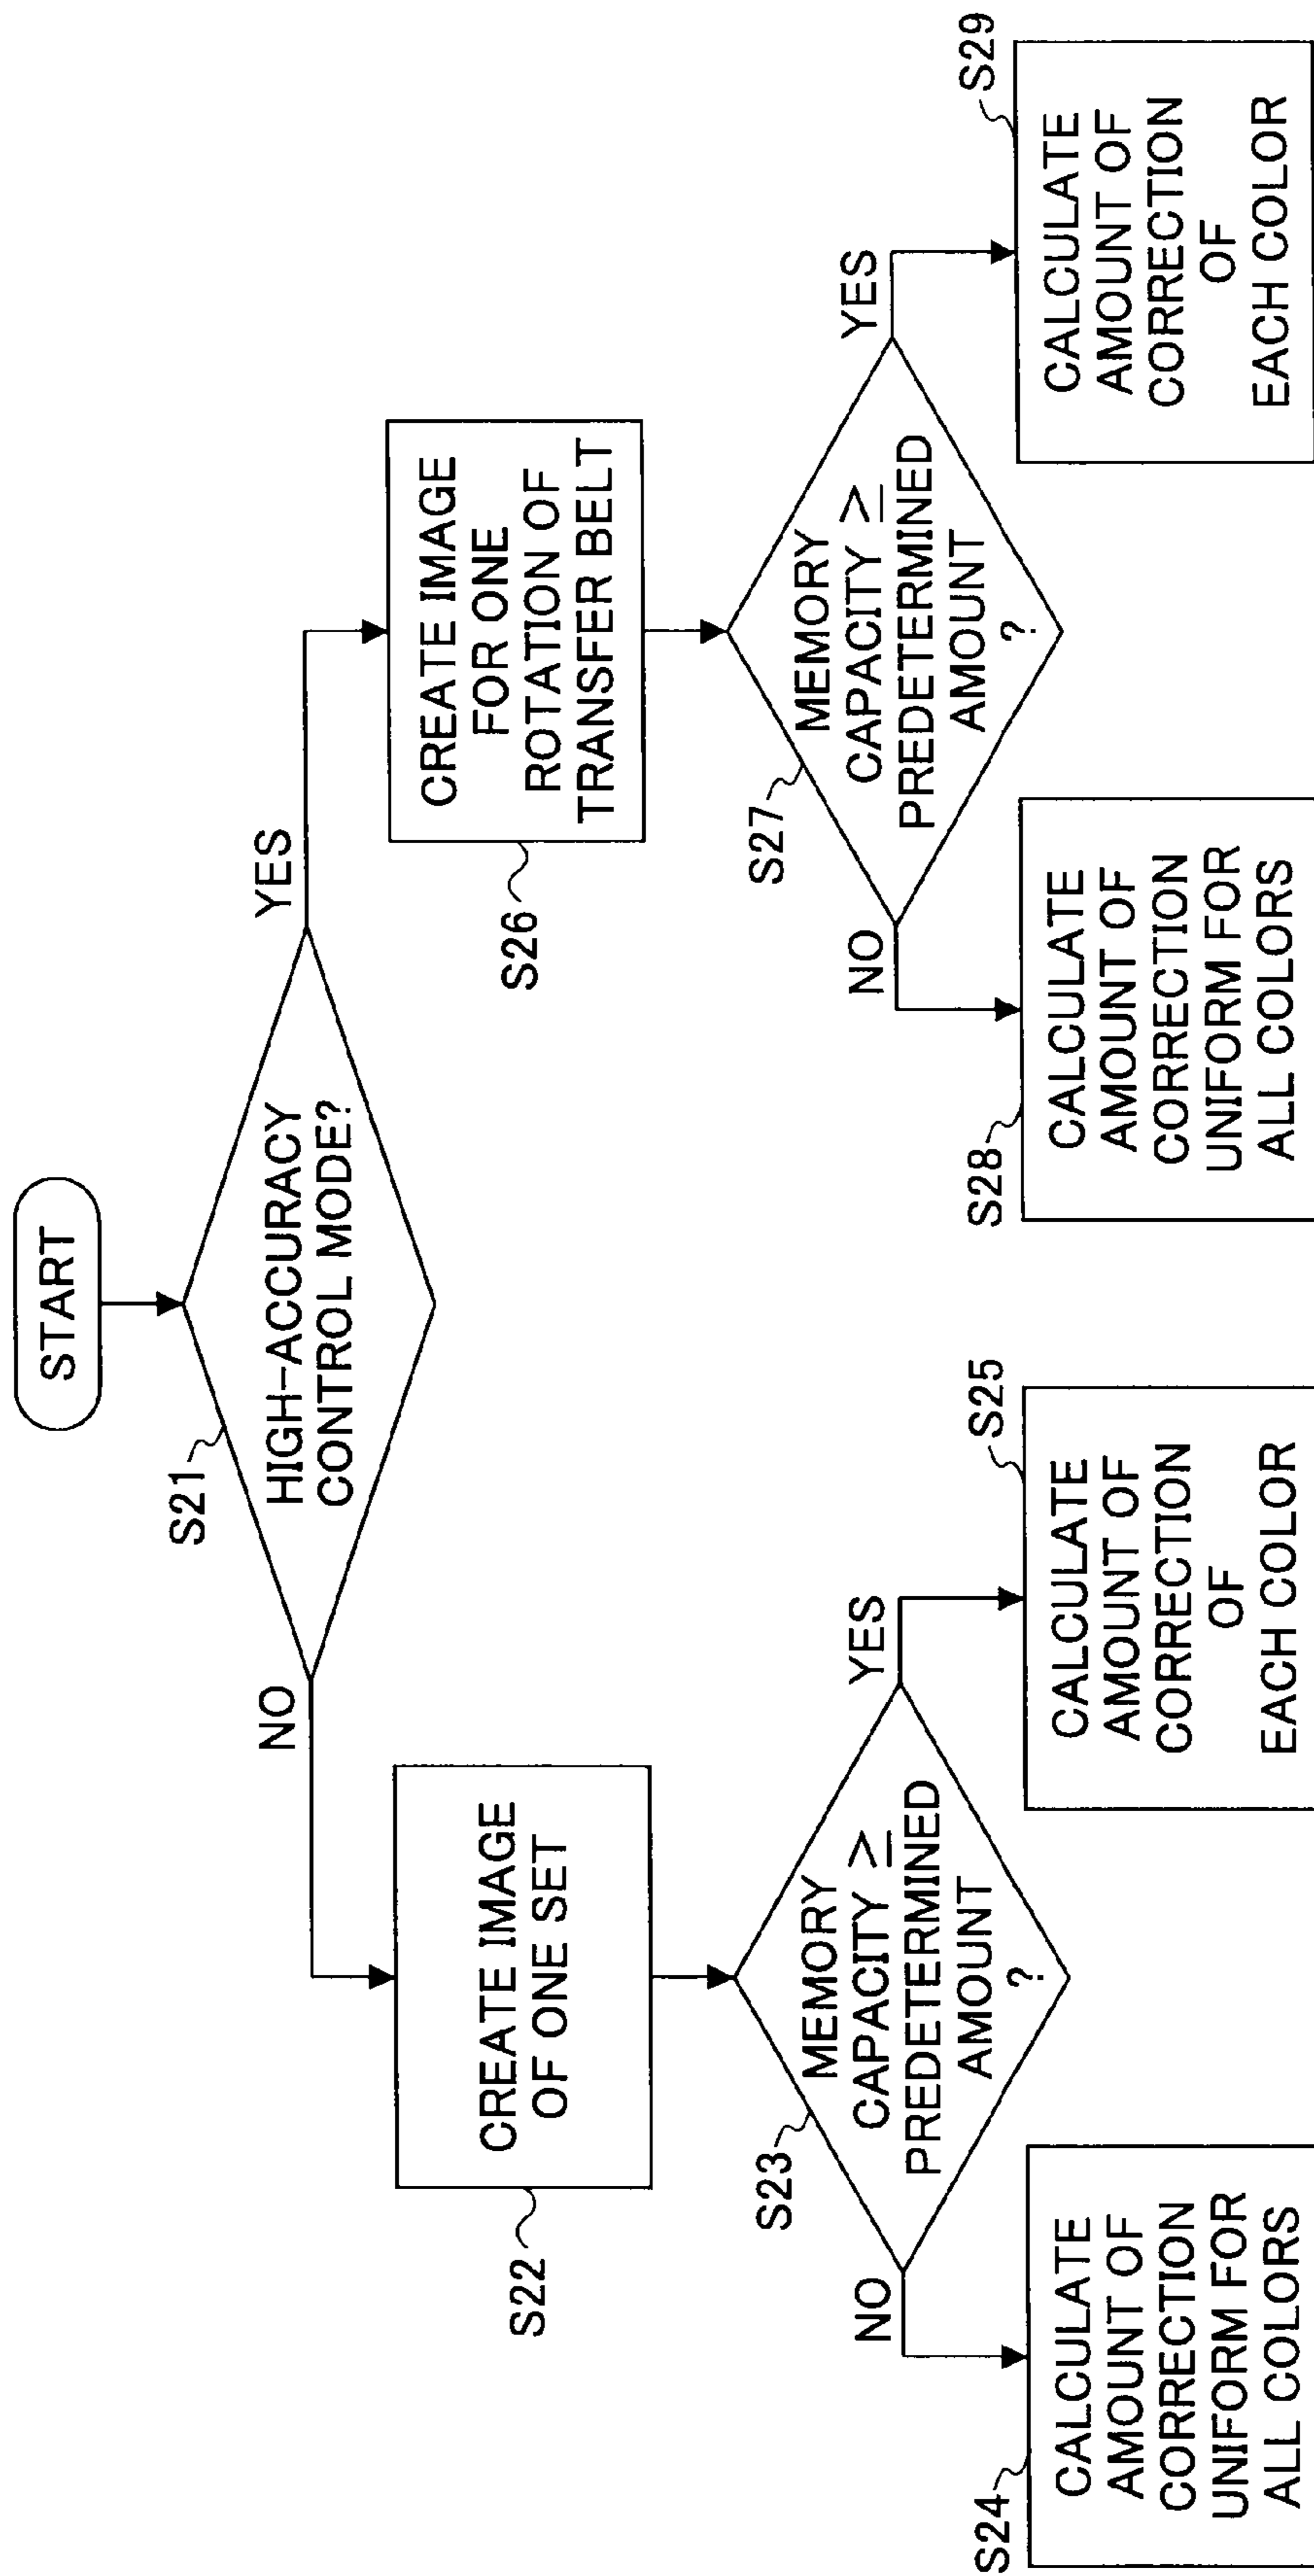 START
S21
HIGH-ACCURACY
CONTROL MODE?
NO
YES
S22
CREATE IMAGE
OF ONE SET
S26
CREATE IMAGE
FOR ONE
ROTATION OF
TRANSFER BELT
S23
MEMORY
CAPACITY ≥
PREDETERMINED
AMOUNT
?
NO
YES
S27
MEMORY
CAPACITY ≥
PREDETERMINED
AMOUNT
?
NO
YES
S24
CALCULATE
AMOUNT OF
CORRECTION
UNIFORM FOR
ALL COLORS
S25
CALCULATE
AMOUNT OF
CORRECTION
OF
EACH COLOR
S28
CALCULATE
AMOUNT OF
CORRECTION
UNIFORM FOR
ALL COLORS
S29
CALCULATE
AMOUNT OF
CORRECTION
OF
EACH COLOR